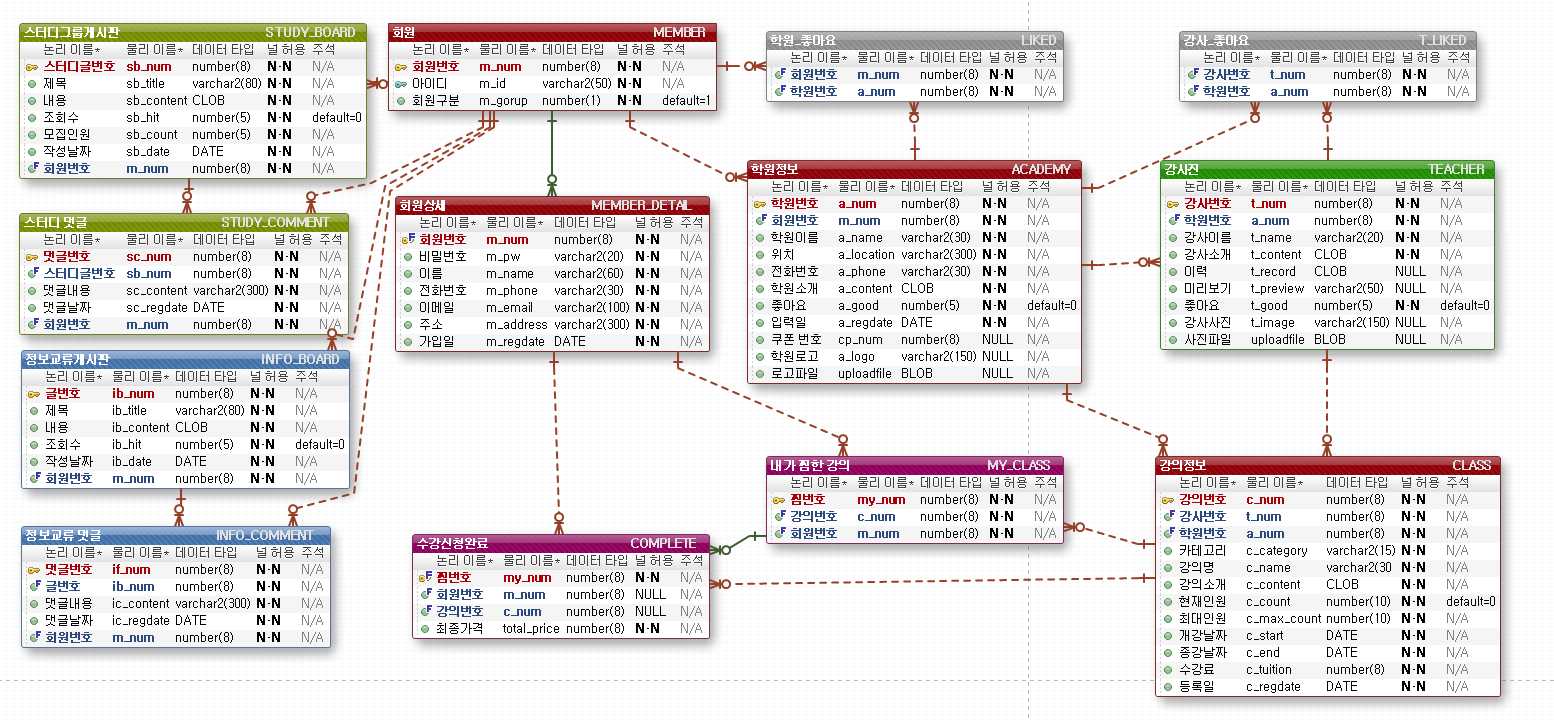 스터디그룹게시판 STUDY_BOARD
논리 이름* 물리 이름* 데이터 타입 널 허용 주석
스터디글번호 sb_num number(8) N·N N/A
제목 sb_title varchar2(80) N·N N/A
내용 sb_content CLOB N·N N/A
조회수 sb_hit number(5) N·N default=0
모집인원 sb_count number(5) N·N N/A
작성날짜 sb_date DATE N·N N/A
회원번호 m_num number(8) N·N N/A
회원 MEMBER
논리 이름* 물리 이름* 데이터 타입 널 허용 주석
회원번호 m_num number(8) N·N N/A
아이디 m_id varchar2(50) N·N N/A
회원구분 m_gorup number(1) N·N default=1
학원_좋아요 LIKED
논리 이름* 물리 이름* 데이터 타입 널 허용 주석
회원번호 m_num number(8) N·N N/A
학원번호 a_num number(8) N·N N/A
강사_좋아요 T_LIKED
논리 이름* 물리 이름* 데이터 타입 널 허용 주석
강사번호 t_num number(8) N·N N/A
학원번호 a_num number(8) N·N N/A
스터디 댓글 STUDY_COMMENT
논리 이름* 물리 이름* 데이터 타입 널 허용 주석
댓글번호 sc_num number(8) N·N N/A
스터디글번호 sb_num number(8) N·N N/A
댓글내용 sc_content varchar2(300) N·N N/A
댓글날짜 sc_regdate DATE N·N N/A
회원번호 m_num number(8) N·N N/A
회원상세 MEMBER_DETAIL
논리 이름* 물리 이름* 데이터 타입 널 허용 주석
회원번호 m_num number(8) N·N N/A
비밀번호 m_pw varchar2(20) N·N N/A
이름 m_name varchar2(60) N·N N/A
전화번호 m_phone varchar2(30) N·N N/A
이메일 m_email varchar2(100) N·N N/A
주소 m_address varchar2(300) N·N N/A
가입일 m_regdate DATE N·N N/A
학원정보 ACADEMY
논리 이름* 물리 이름* 데이터 타입 널 허용 주석
학원번호 a_num number(8) N·N N/A
회원번호 m_num number(8) N·N N/A
학원이름 a_name varchar2(30) N·N N/A
위치 a_location varchar2(300) N·N N/A
전화번호 a_phone varchar2(30) N·N N/A
학원소개 a_content CLOB N·N N/A
좋아요 a_good number(5) N·N default=0
입력일 a_regdate DATE N·N N/A
쿠폰 번호 cp_num number(8) NULL N/A
학원로고 a_logo varchar2(150) NULL N/A
로고파일 uploadfile BLOB NULL N/A
강사진 TEACHER
논리 이름* 물리 이름* 데이터 타입 널 허용 주석
강사번호 t_num number(8) N·N N/A
학원번호 a_num number(8) N·N N/A
강사이름 t_name varchar2(20) N·N N/A
강사소개 t_content CLOB N·N N/A
이력 t_record CLOB NULL N/A
미리보기 t_preview varchar2(50) NULL N/A
좋아요 t_good number(5) N·N default=0
강사사진 t_image varchar2(150) NULL N/A
사진파일 uploadfile BLOB NULL N/A
정보교류게시판 INFO_BOARD
논리 이름* 물리 이름* 데이터 타입 널 허용 주석
글번호 ib_num number(8) N·N N/A
제목 ib_title varchar2(80) N·N N/A
내용 ib_content CLOB N·N N/A
조회수 ib_hit number(5) N·N default=0
작성날짜 ib_date DATE N·N N/A
회원번호 m_num number(8) N·N N/A
정보교류 댓글 INFO_COMMENT
논리 이름* 물리 이름* 데이터 타입 널 허용 주석
댓글번호 if_num number(8) N·N N/A
글번호 ib_num number(8) N·N N/A
댓글내용 ic_content varchar2(300) N·N N/A
댓글날짜 ic_regdate DATE N·N N/A
회원번호 m_num number(8) N·N N/A
수강신청완료 COMPLETE
논리 이름* 물리 이름* 데이터 타입 널 허용 주석
찜번호 my_num number(8) N·N N/A
회원번호 m_num number(8) NULL N/A
강의번호 c_num number(8) NULL N/A
최종가격 total_price number(8) N·N N/A
내가 찜한 강의 MY_CLASS
논리 이름* 물리 이름* 데이터 타입 널 허용 주석
찜번호 my_num number(8) N·N N/A
강의번호 c_num number(8) N·N N/A
회원번호 m_num number(8) N·N N/A
강의정보 CLASS
논리 이름* 물리 이름* 데이터 타입 널 허용 주석
강의번호 c_num number(8) N·N N/A
강사번호 t_num number(8) N·N N/A
학원번호 a_num number(8) N·N N/A
카테고리 c_category varchar2(15) N·N N/A
강의명 c_name varchar2(30 N·N N/A
강의소개 c_content CLOB N·N N/A
현재인원 c_count number(10) N·N default=0
최대인원 c_max_count number(10) N·N N/A
개강날짜 c_start DATE N·N N/A
종강날짜 c_end DATE N·N N/A
수강료 c_tuition number(8) N·N N/A
등록일 c_regdate DATE N·N N/A